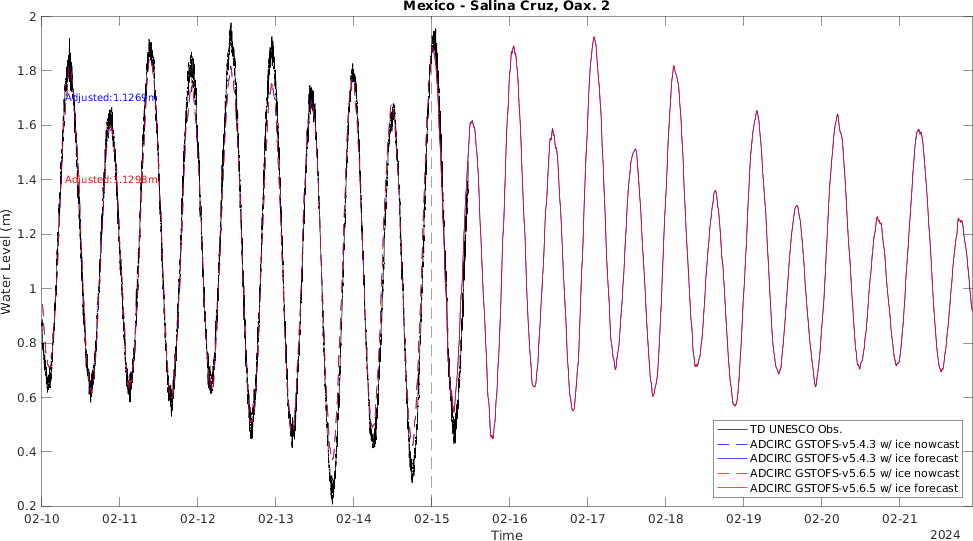 Mexico - Salina Cruz, Oax. 2
2
1.8
1.6
1.4
1.2
1
0.8
0.6
0.4
0.2
Water Level (m)
Adjusted:1.1269m
Adjusted:1.1298m
TD UNESCO Obs.
ADCIRC GSTOFS-v5.4.3 w/ ice nowcast
ADCIRC GSTOFS-v5.4.3 w/ ice forecast
ADCIRC GSTOFS-v5.6.5 w/ ice nowcast
ADCIRC GSTOFS-v5.6.5 w/ ice forecast
02-10 02-11 02-12 02-13 02-14 02-15 02-16 02-17 02-18 02-19 02-20 02-21
Time
2024